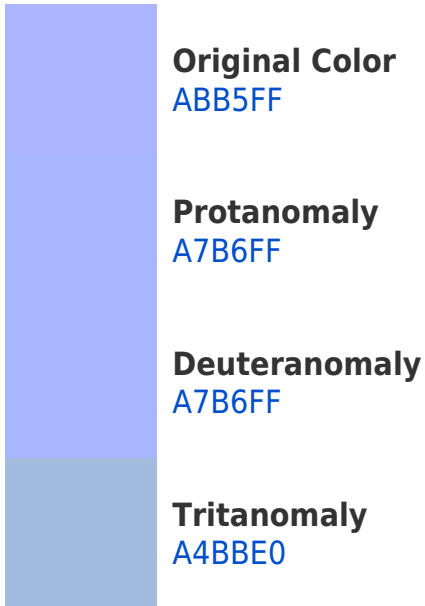 Original Color
ABB5FF
Protanomaly
A7B6FF
Deuteranomaly
A7B6FF
Tritanomaly
A4BBE0